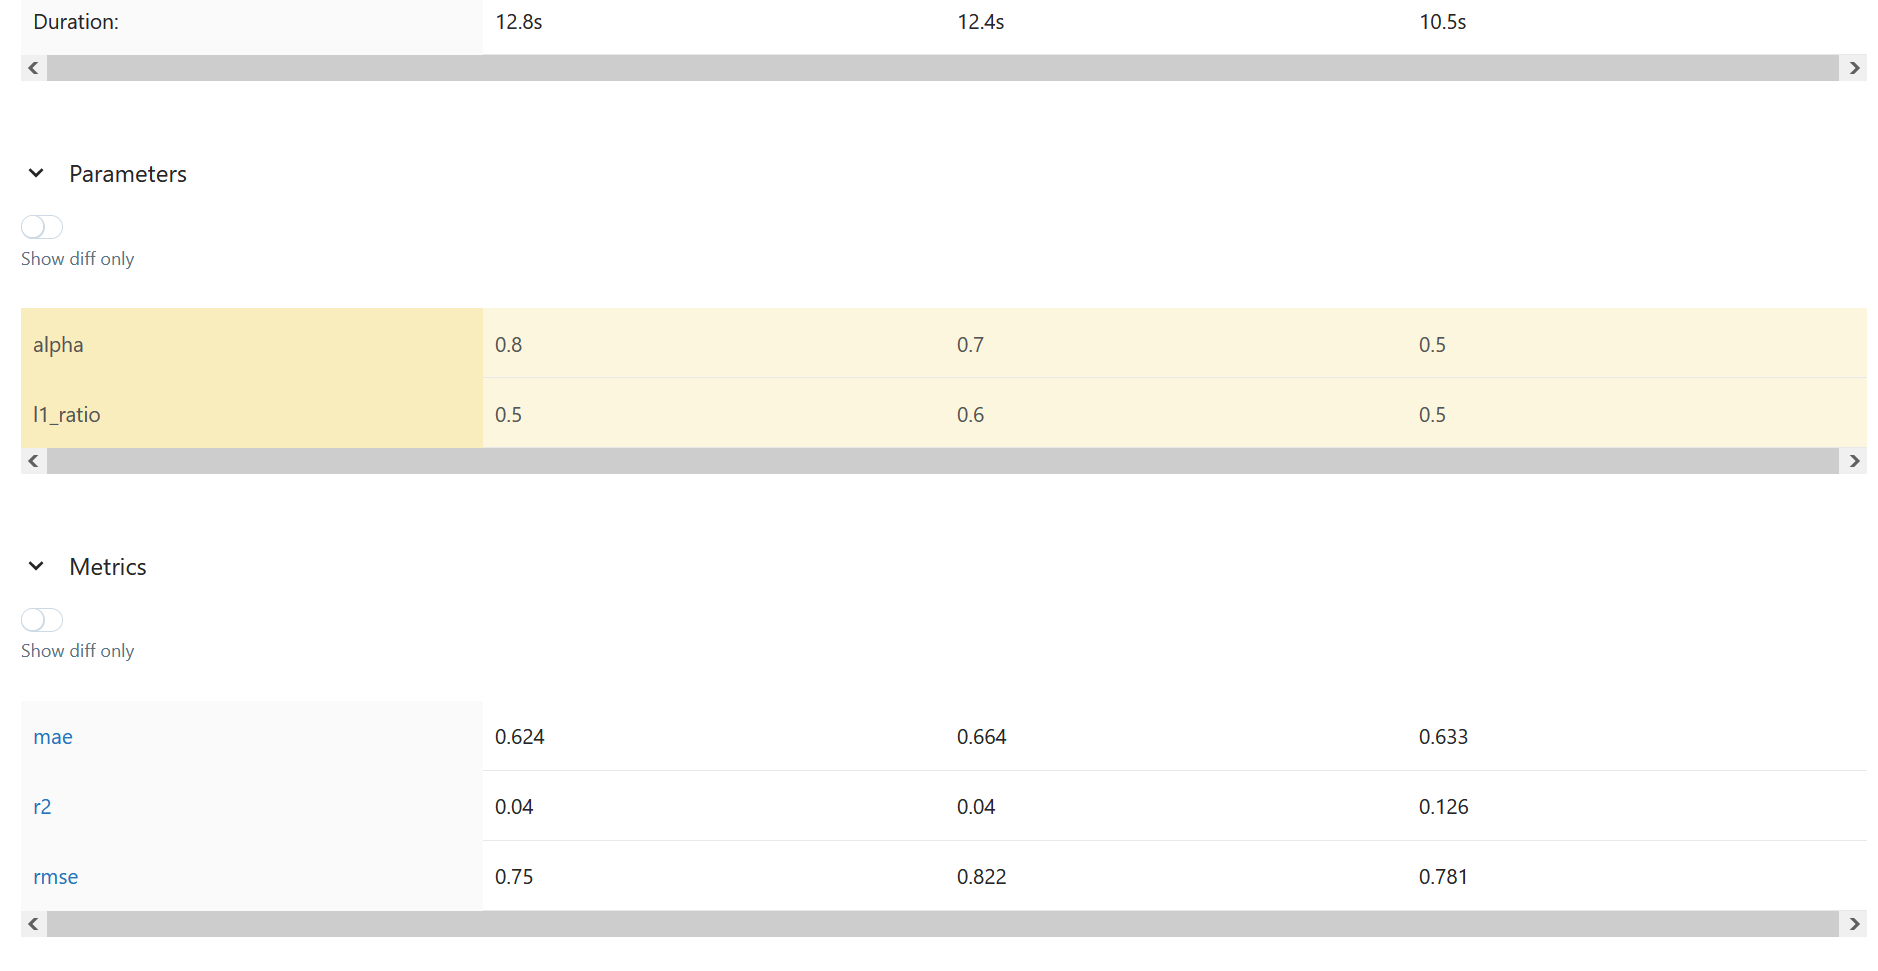 Duration: 12.8s 12.4s 10.5s
Parameters
Show diff only
alpha 0.8 0.7 0.5
l1_ratio 0.5 0.6 0.5
Metrics
Show diff only
mae 0.624 0.664 0.633
r2 0.04 0.04 0.126
rmse 0.75 0.822 0.781